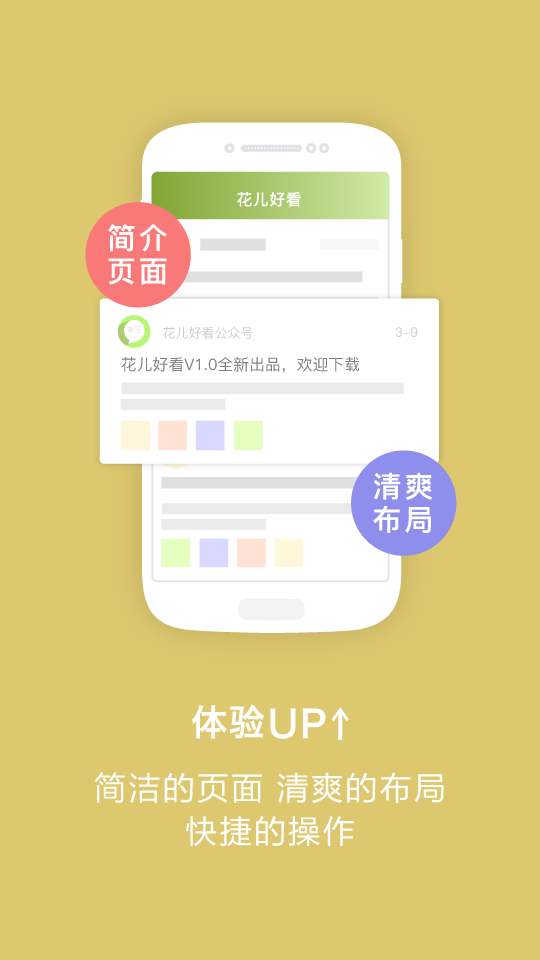 花儿好看
简介
页面
花儿好看公众号
3-9
花儿好看V1.0全新出品，欢迎下载
清爽
布局
体验UP↑
简洁的页面 清爽的布局
快捷的操作